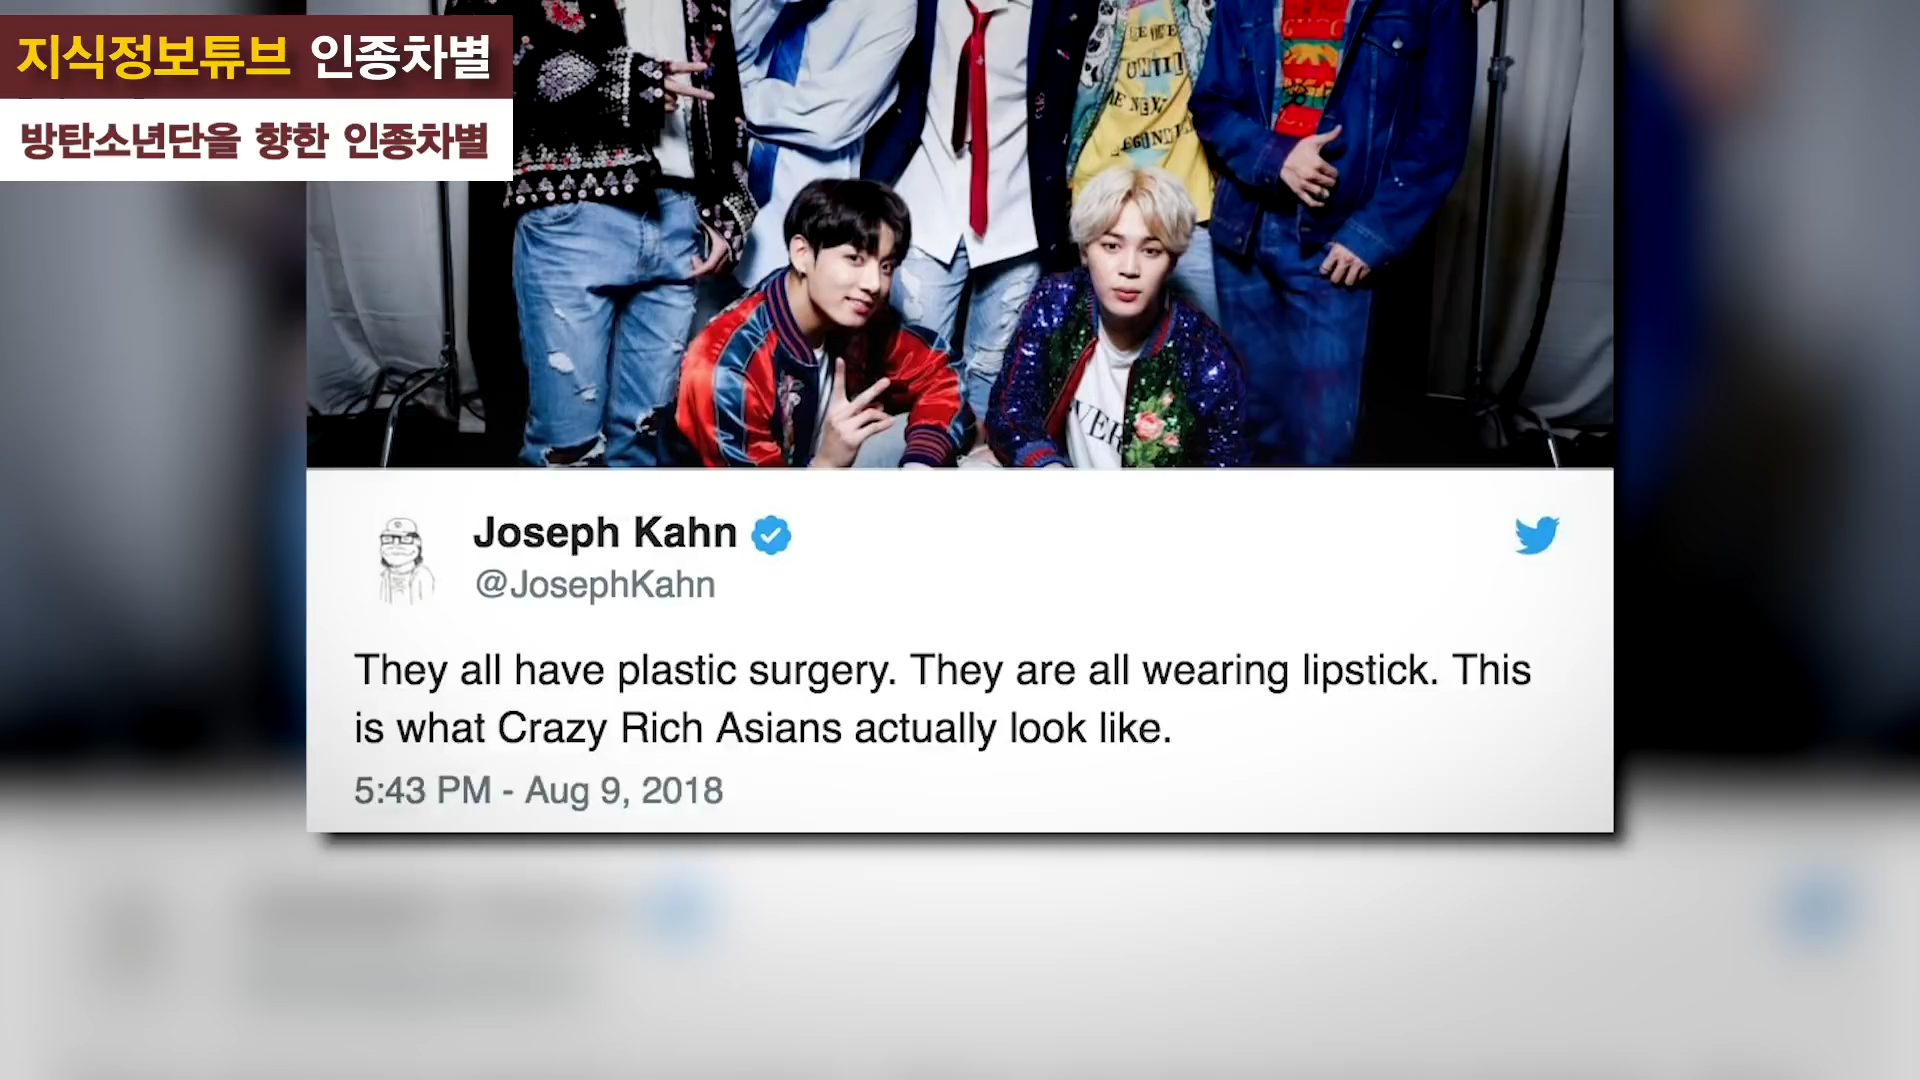 지식정보튜브 인종차별
방탄소년단을 향한 인종차별
UNTIL
VER
Joseph Kahn
@JosephKahn
They all have plastic surgery. They are all wearing lipstick. This
is what Crazy Rich Asians actually look like.
5:43 PM - Aug 9, 2018